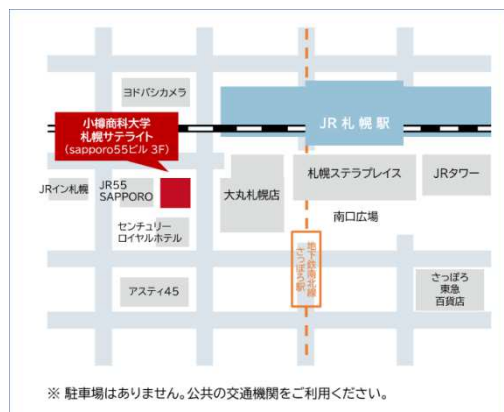 ヨドバシカメラ
小樽商科大学
札幌サテライト
(sapporo55ビル 3F)
JR札幌駅
JRイン札幌
JR55
SAPPORO
大丸札幌店
札幌ステラプレイス
JRタワー
南口広場
センチュリー
ロイヤルホテル
地下鉄南北線
さっぽろ駅
アスティ45
さっぽろ
東急
百貨店
※ 駐車場はありません。公共の交通機関をご利用ください。